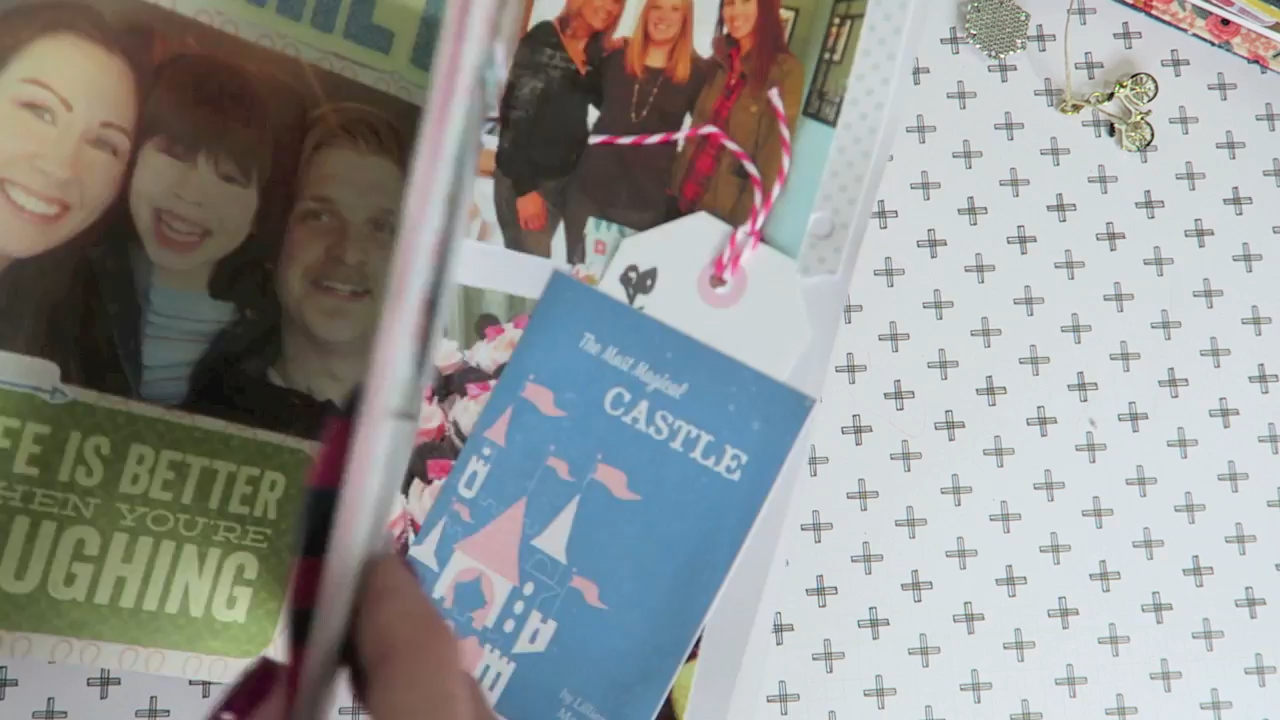 FE IS BETTER
HEN YOU'RE
UGHING
The Most Magical
CASTLE
by Lillian